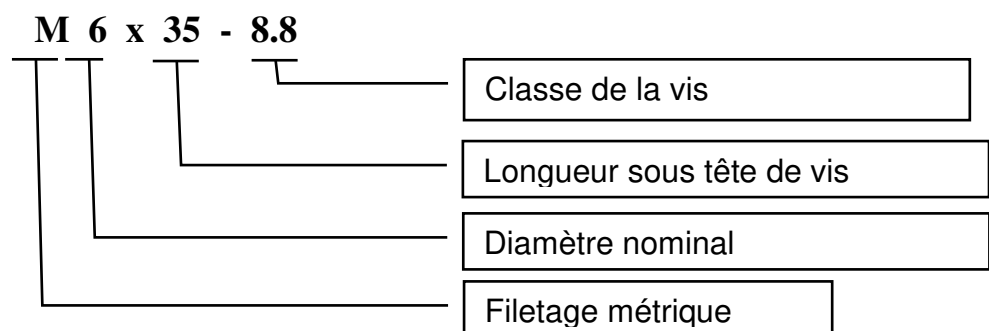 M 6 x 35 - 8.8
Classe de la vis
Longueur sous tête de vis
Diamètre nominal
Filetage métrique